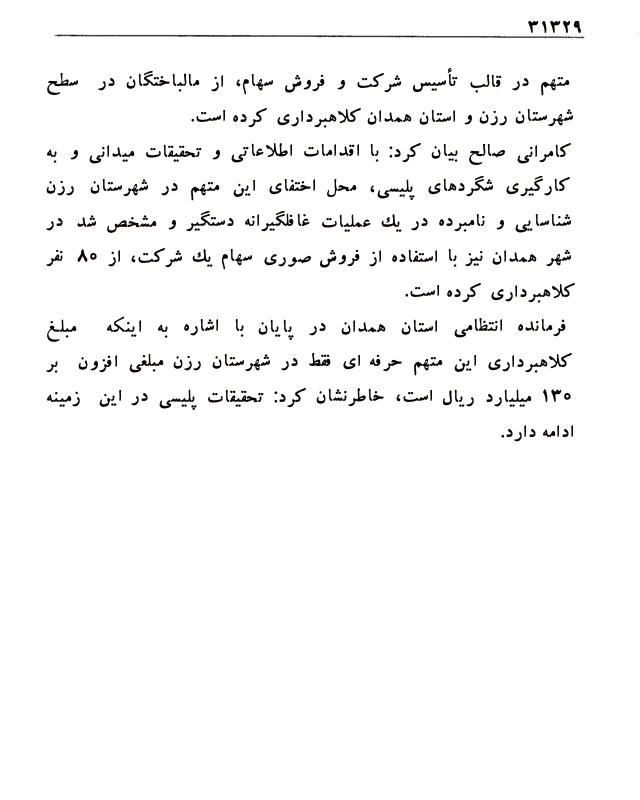 ۳۱۳۲۹
متهم در قالب تأسیس شرکت و فروش سهام، از مالباختگان در سطح
شهرستان رزن و استان همدان کلاهبرداری کرده است.
کامرانی صالح بیان کرد: با اقدامات اطلاعاتی و تحقیقات میدانی و به
کارگیری شگردهای پلیسی، محل اختفای این متهم در شهرستان رزن
شناسایی و نامبرده در یك عملیات غافلگیرانه دستگیر و مشخص شد در
شهر همدان نیز با استفاده از فروش صوری سهام یك شرکت، از ۸۰ نفر
کلاهبرداری کرده است.
فرمانده انتظامی استان همدان در پایان با اشاره به اینکه مبلغ
کلاهبرداری این متهم حرفه ای فقط در شهرستان رزن مبلغی افزون بر
۱۳۰ میلیارد ریال است، خاطرنشان کرد: تحقیقات پلیسی در این زمینه
ادامه دارد.